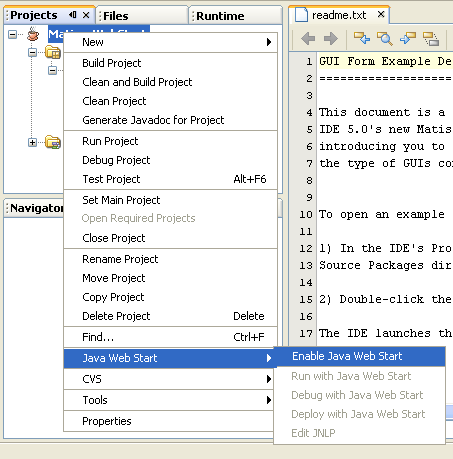 Projects
Files
Runtime
New
Build Project
Clean and Build Project
Clean Project
Generate Javadoc for Project
Run Project
Debug Project
Test Project Alt+F6
Set Main Project
Open Required Projects
Close Project
Rename Project
Move Project
Copy Project
Delete Project Delete
Find... Ctrl+F
Java Web Start
CVS
Tools
Properties
Enable Java Web Start
Run with Java Web Start
Debug with Java Web Start
Deploy with Java Web Start
Edit JNLP
Navigator
readme.txt
1 GUI Form Example De
2 ===================
3
4 This document is a
5 IDE 5.0's new Matis
6 introducing you to
7 the type of GUIs co
8
9
10 To open an example
11
12 1) In the IDE's Pro
13 Source Packages dir
14
15 2) Double-click the
16
17 The IDE launches th